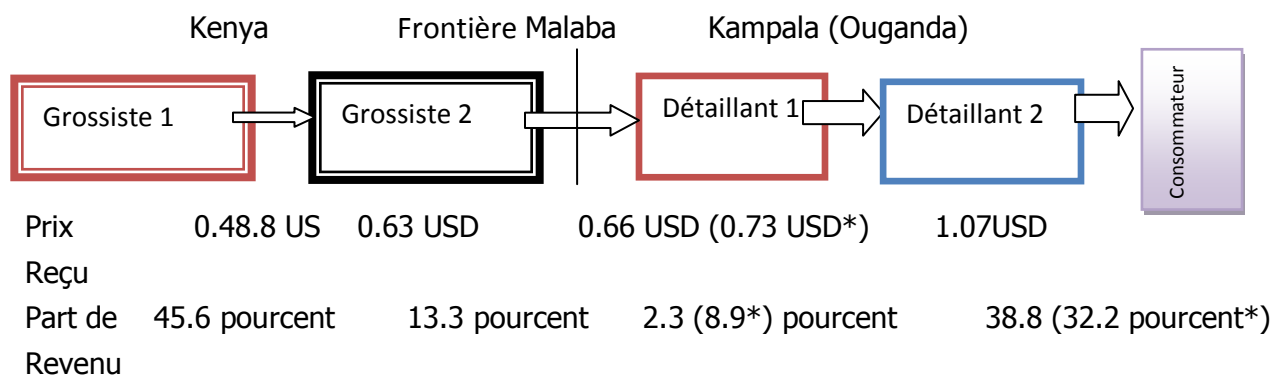 Kenya Frontière Malaba Kampala (Ouganda)
Grossiste 1 Grossiste 2 Détaillant 1 Détaillant 2 Consommateur
Prix 0.48.8 US 0.63 USD 0.66 USD (0.73 USD*) 1.07USD
Reçu
Part de 45.6 pourcent 13.3 pourcent 2.3 (8.9*) pourcent 38.8 (32.2 pourcent*)
Revenu